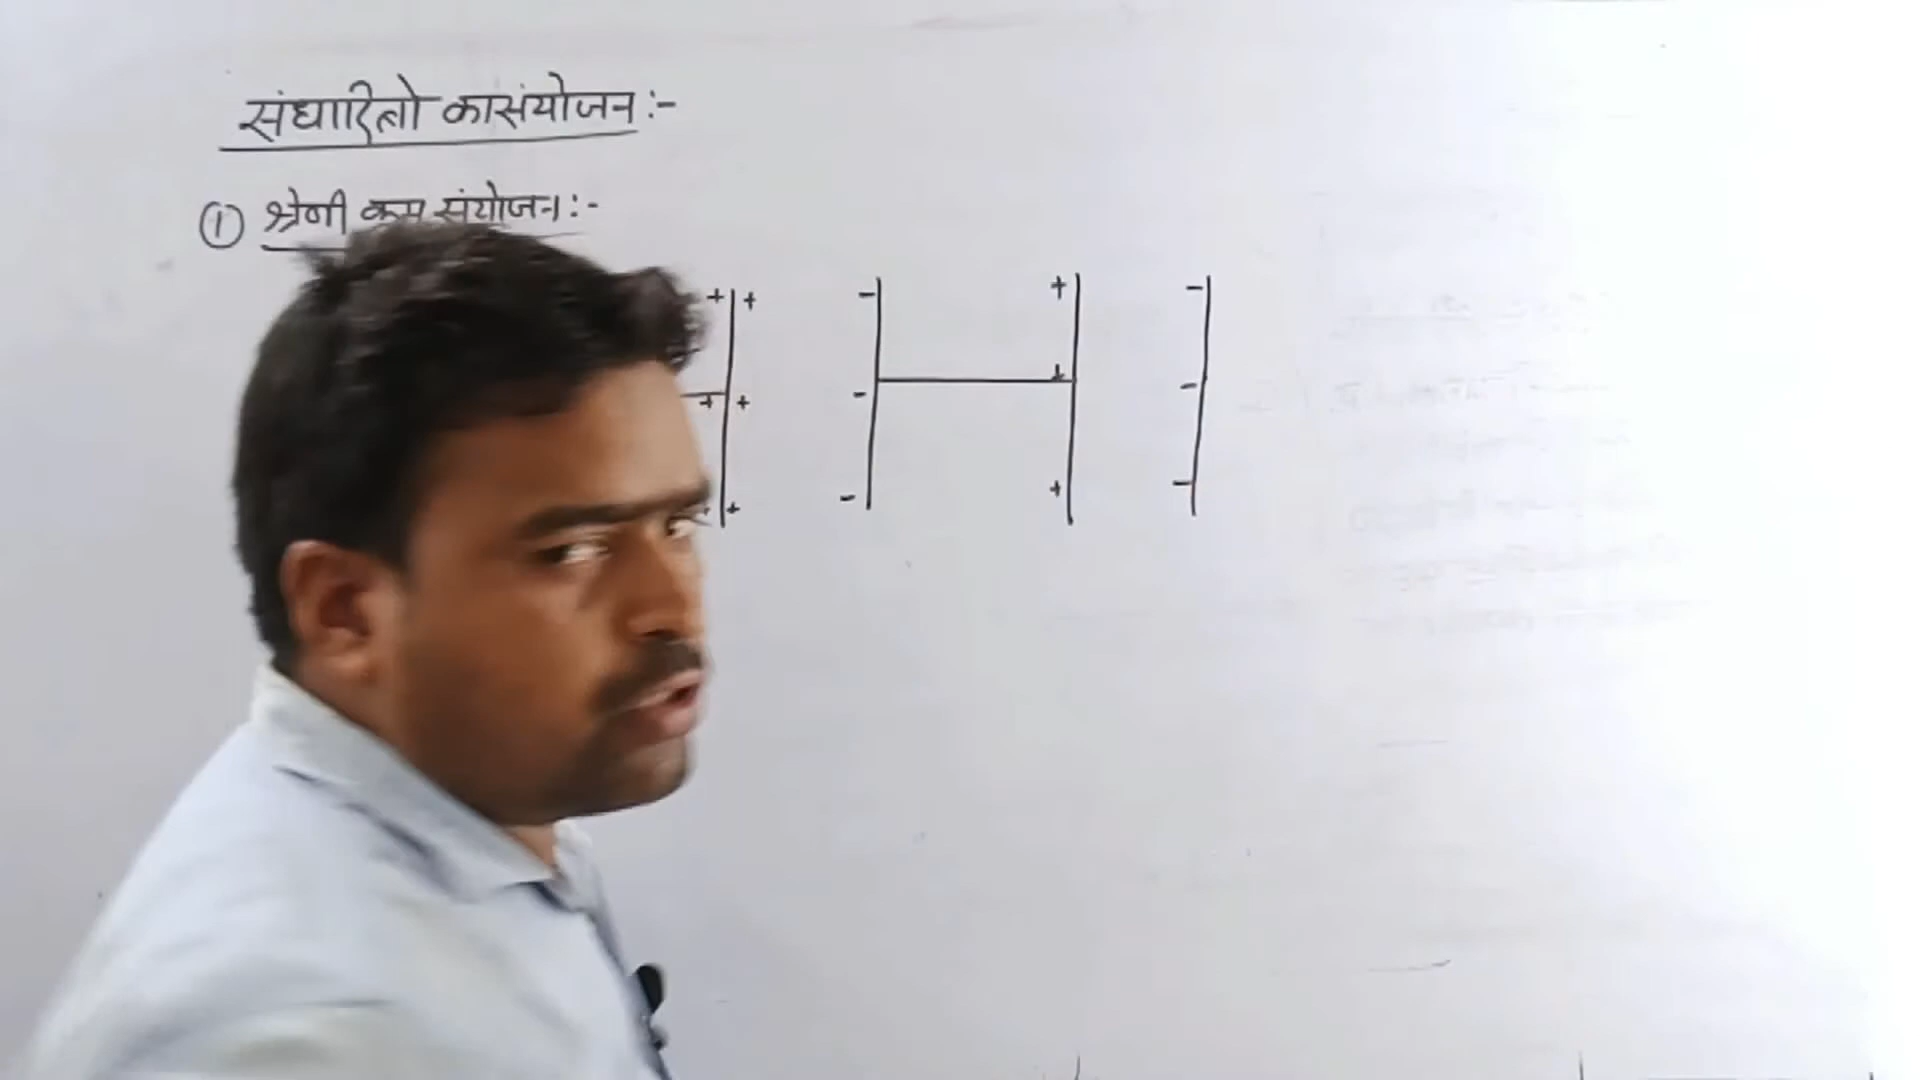 संधारित्रो का संयोजन :-
① श्रेणी क्रम संयोजन :-
+ + - + -
+ + - + -
+ - + -